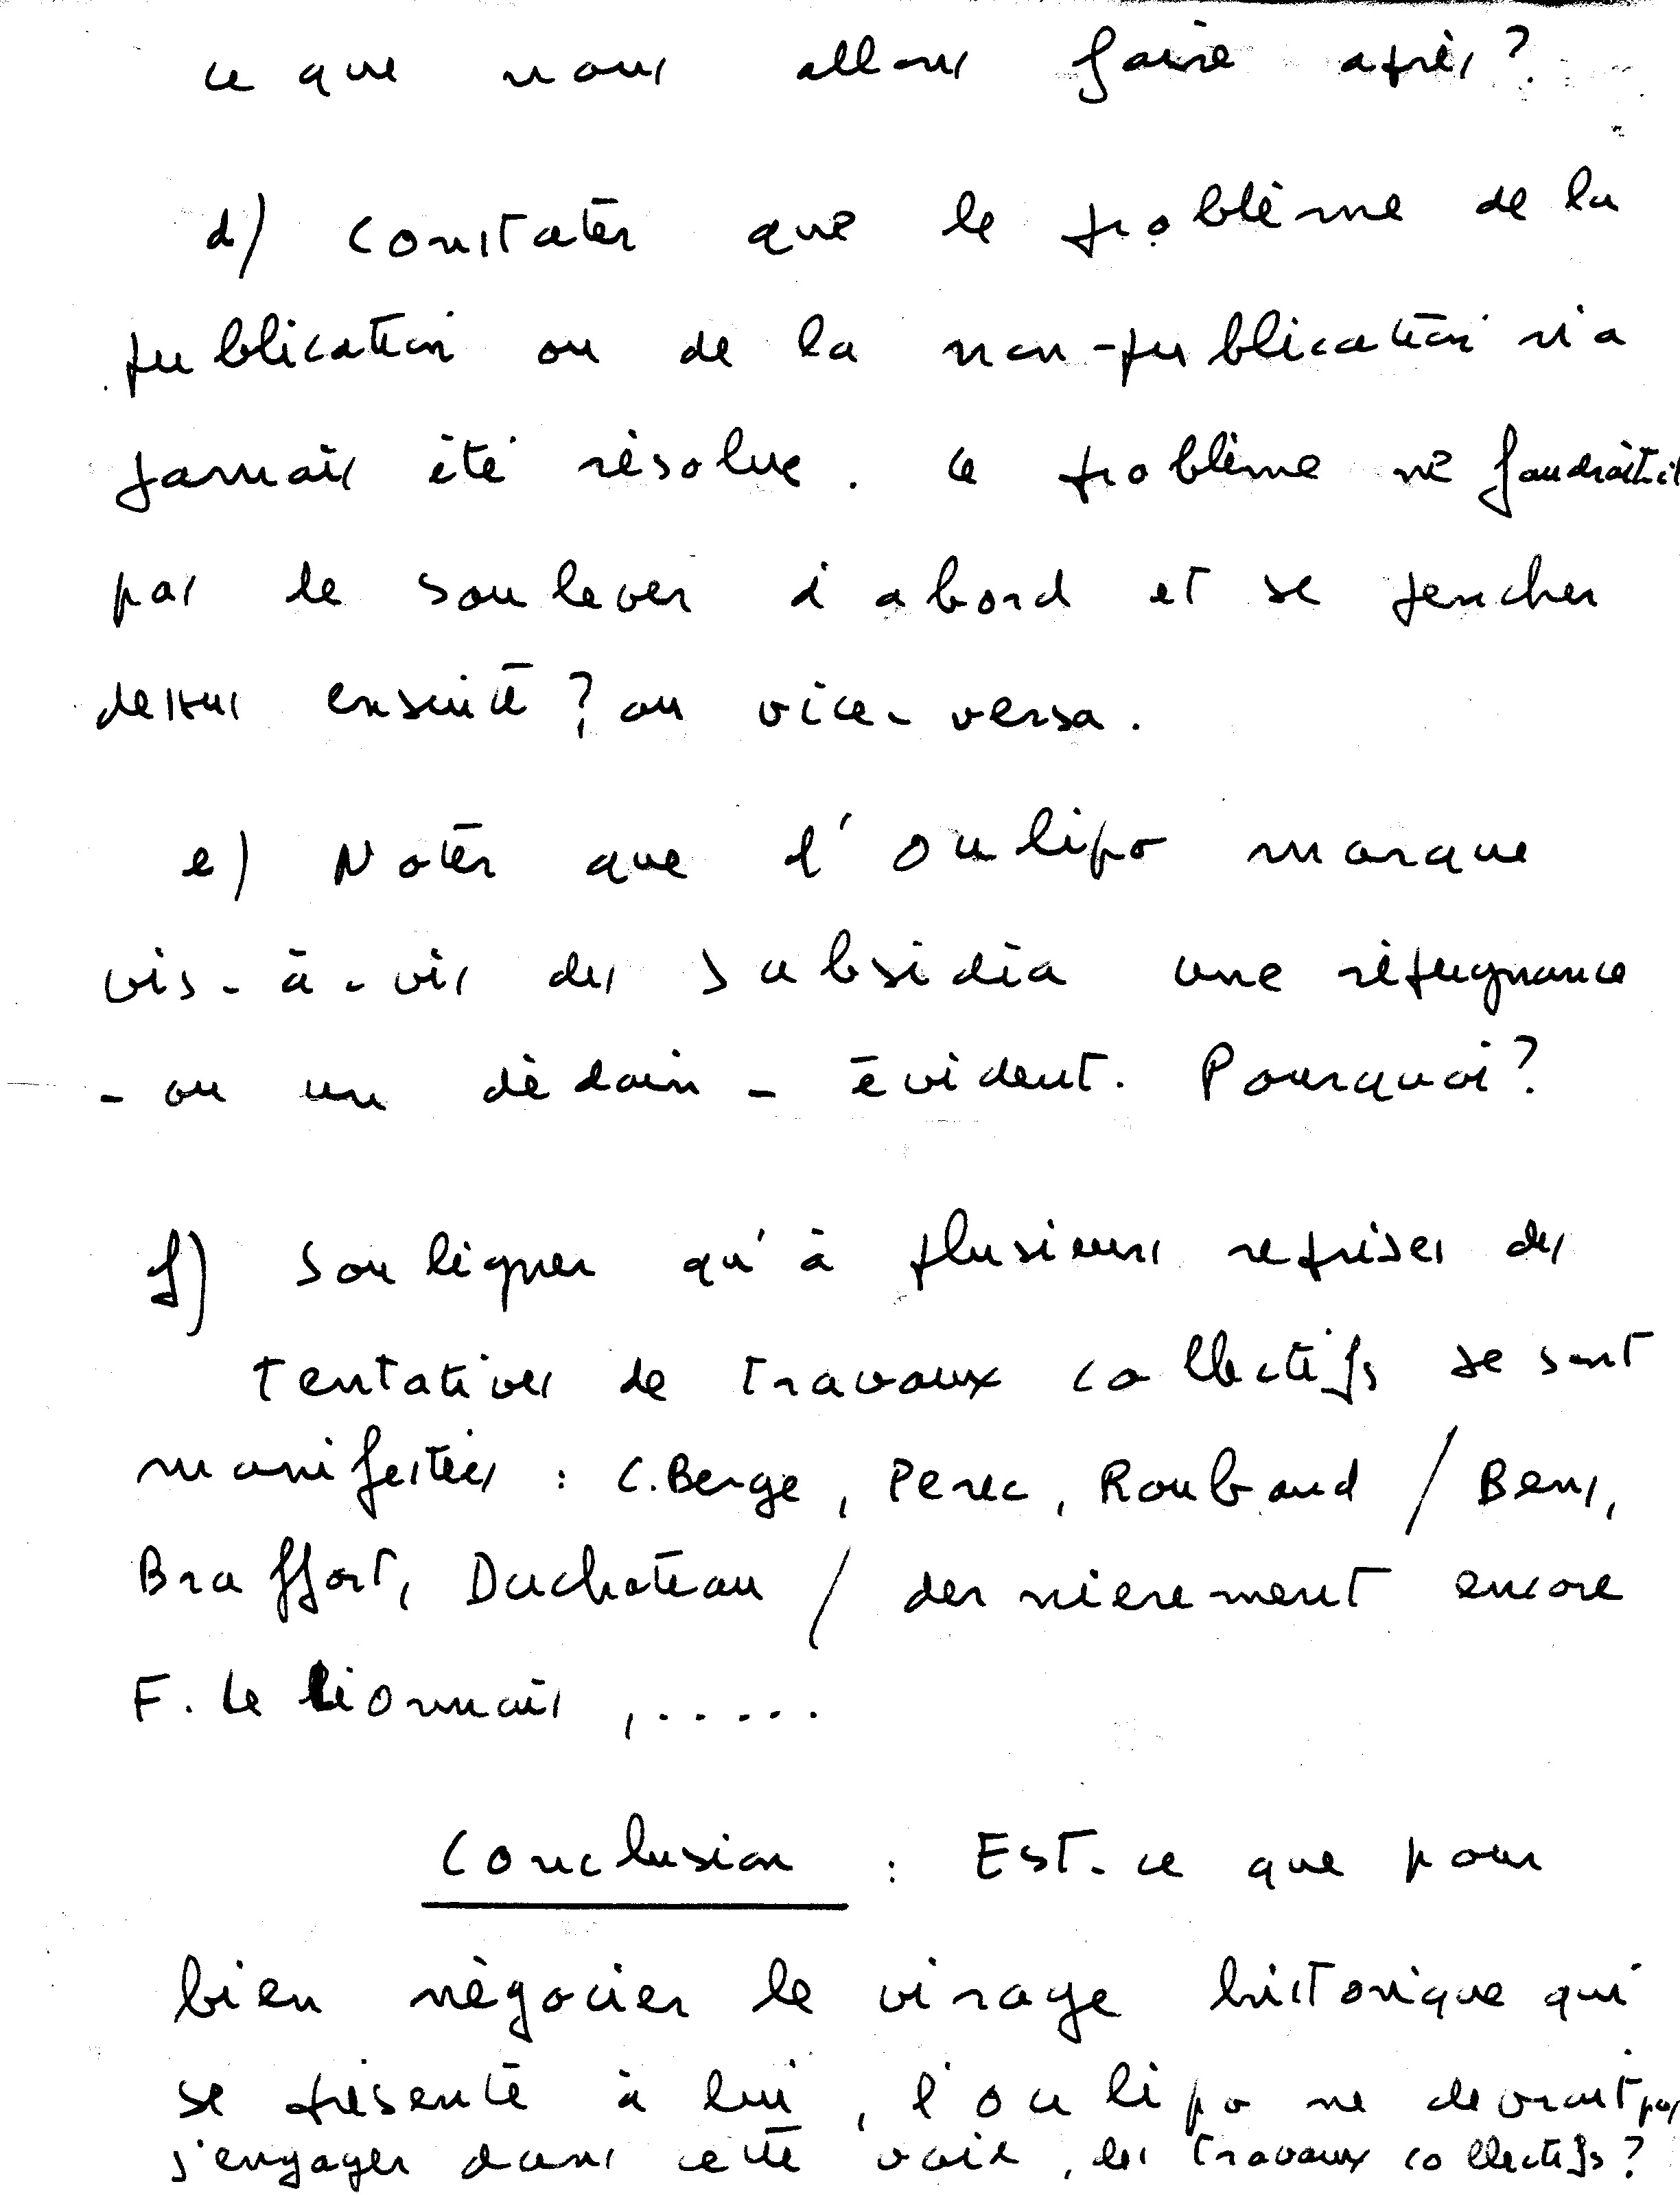 ce que nous allons faire après ?
d) Constater que le problème de la
publication ou de la non-publication n'a
jamais été résolue. Ce problème ne faudrait-il
pas le soulever d'abord et se pencher
dessus ensuite ? ou vice-versa.
e) Noter que l'Oulipo marque
vis-à-vis des subsidia une répugnance
- ou un dédain - évident. Pourquoi ?
f) Souligner qu'à plusieurs reprises des
tentatives de travaux collectifs se sont
manifestées : C. Berge, Perec, Roubaud / Bens,
Braffort, Duchateau / dernierement encore
F. Le Lionnais, .....
Conclusion : Est-ce que pour
bien négocier le virage historique qui
se présente à lui, l'oulipo ne devrait pas
s'engager dans cette voie, les travaux collectifs ?